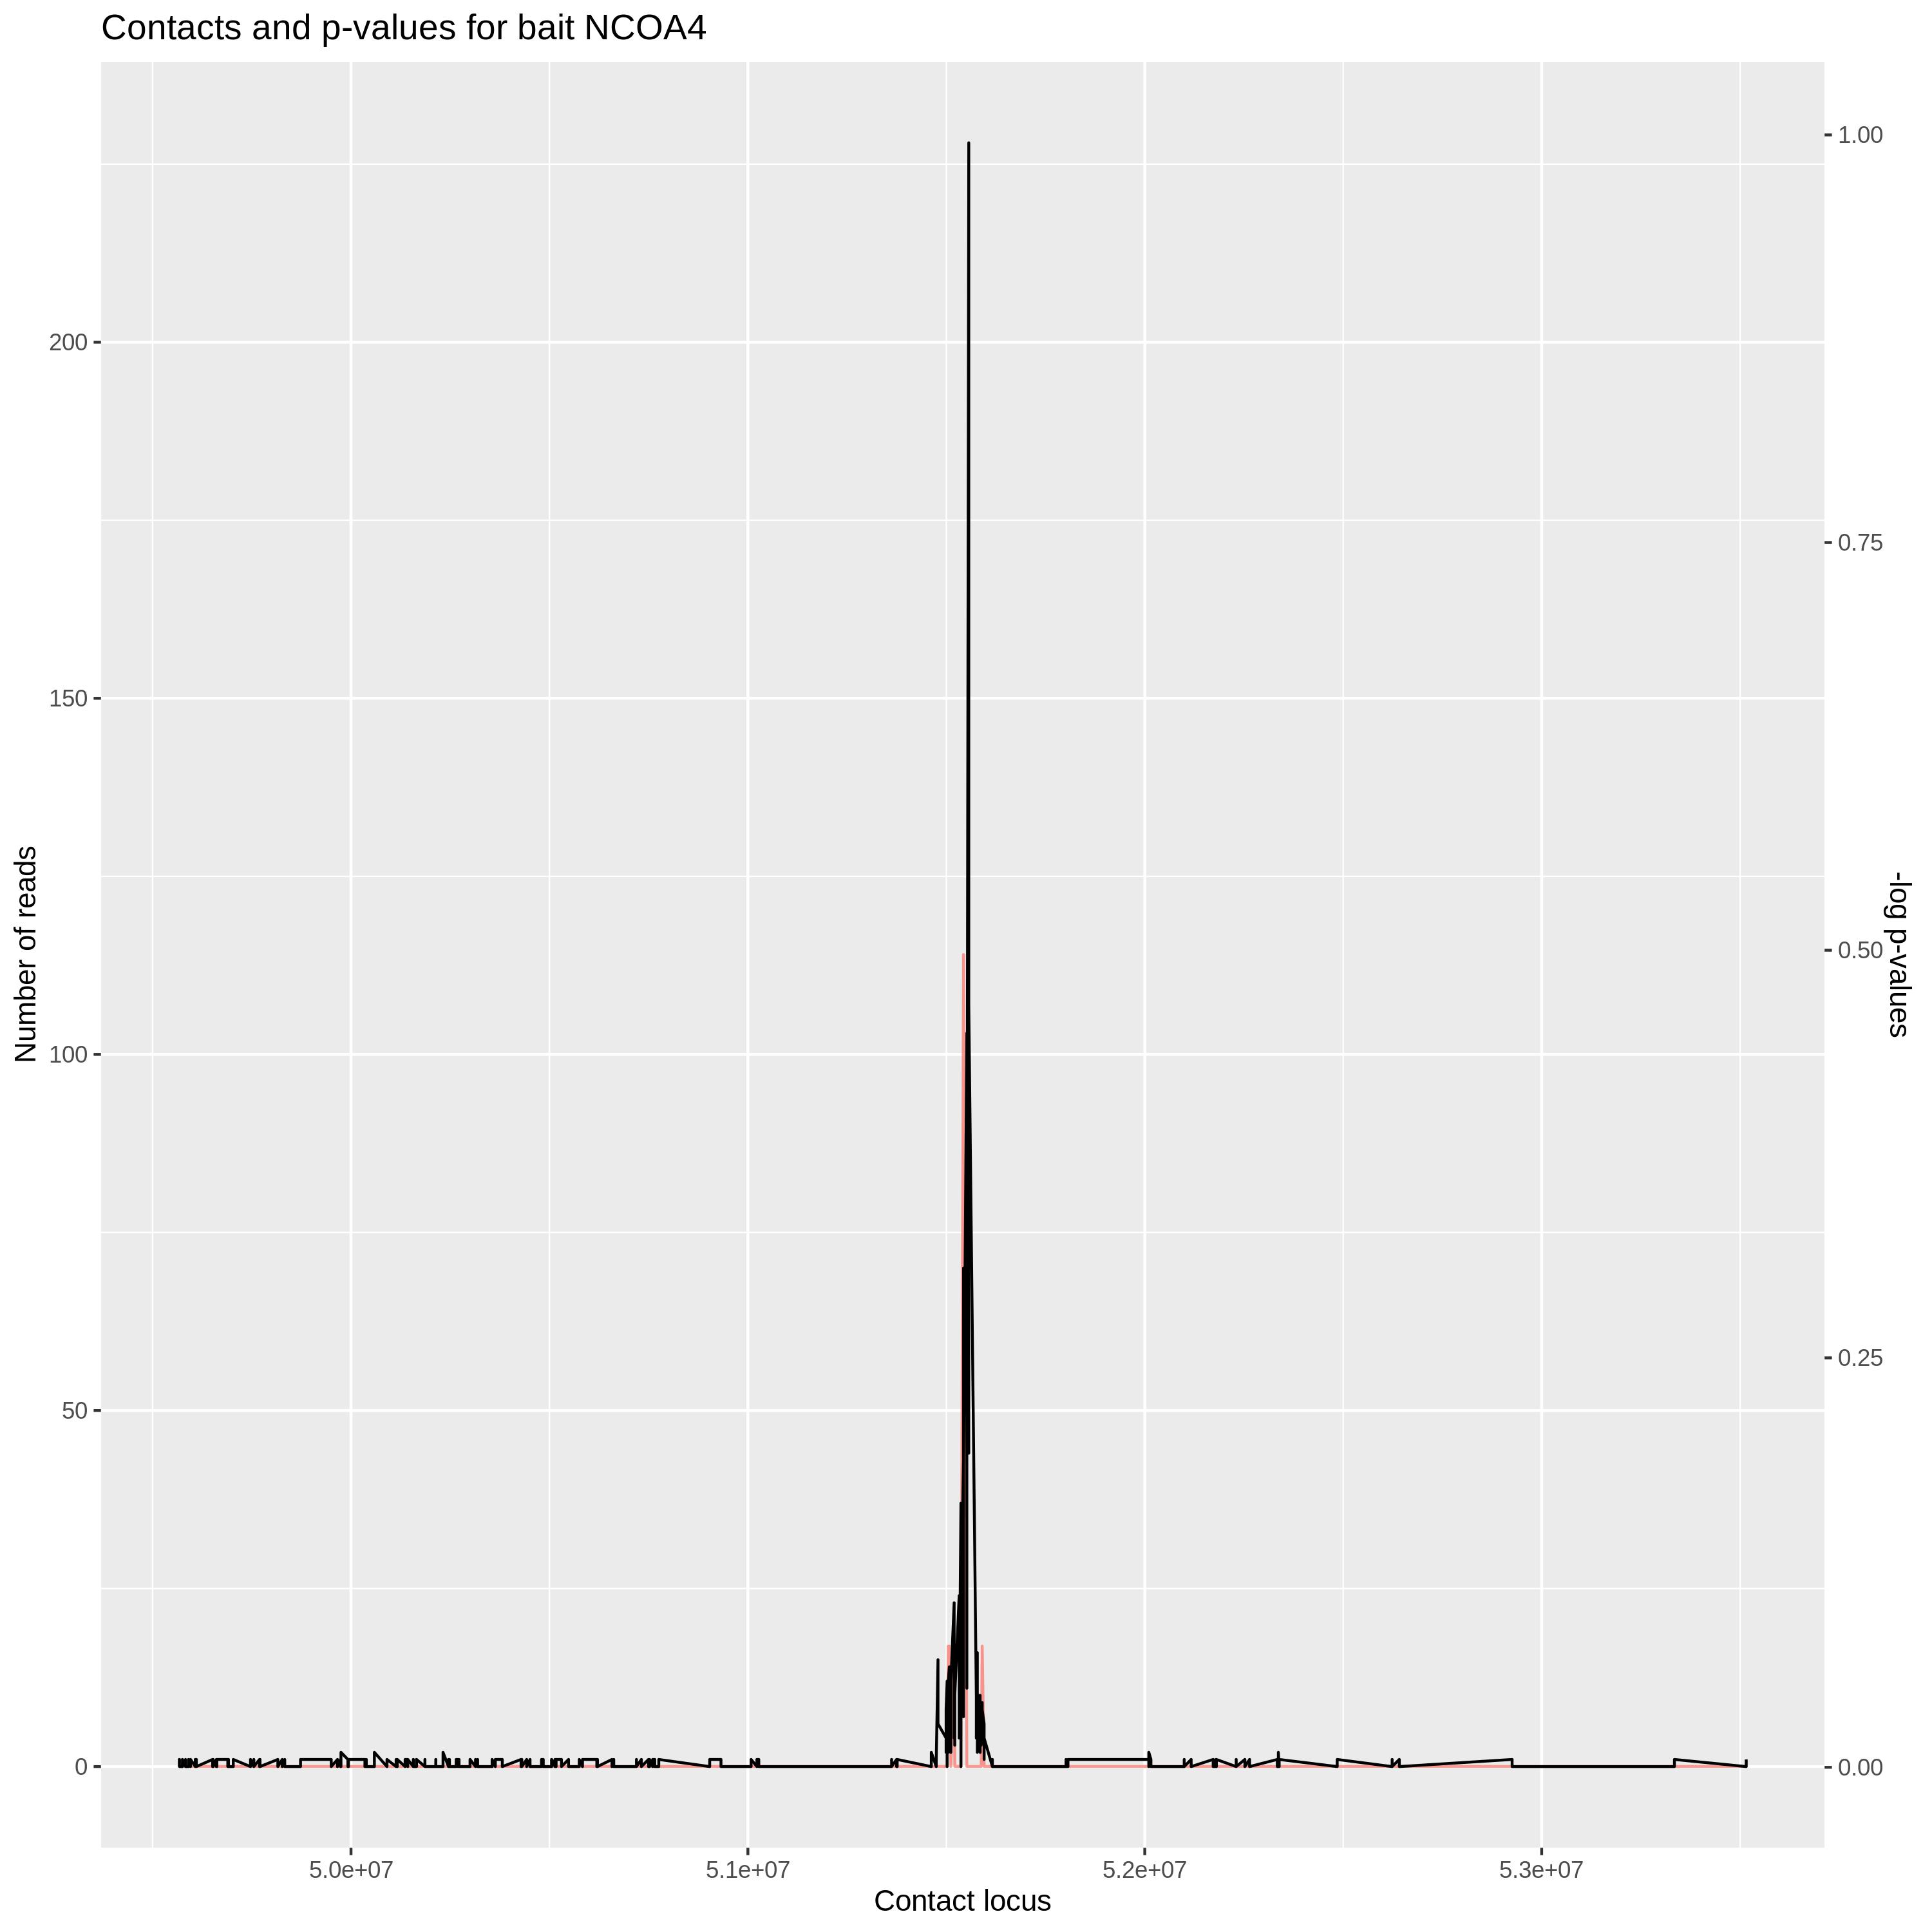 Contacts and p-values for bait NCOA4
Number of reads
200
150
100
50
0
1.00
0.75
0.50
0.25
0.00
-log p-values
5.0e+07
5.1e+07
5.2e+07
5.3e+07
Contact locus